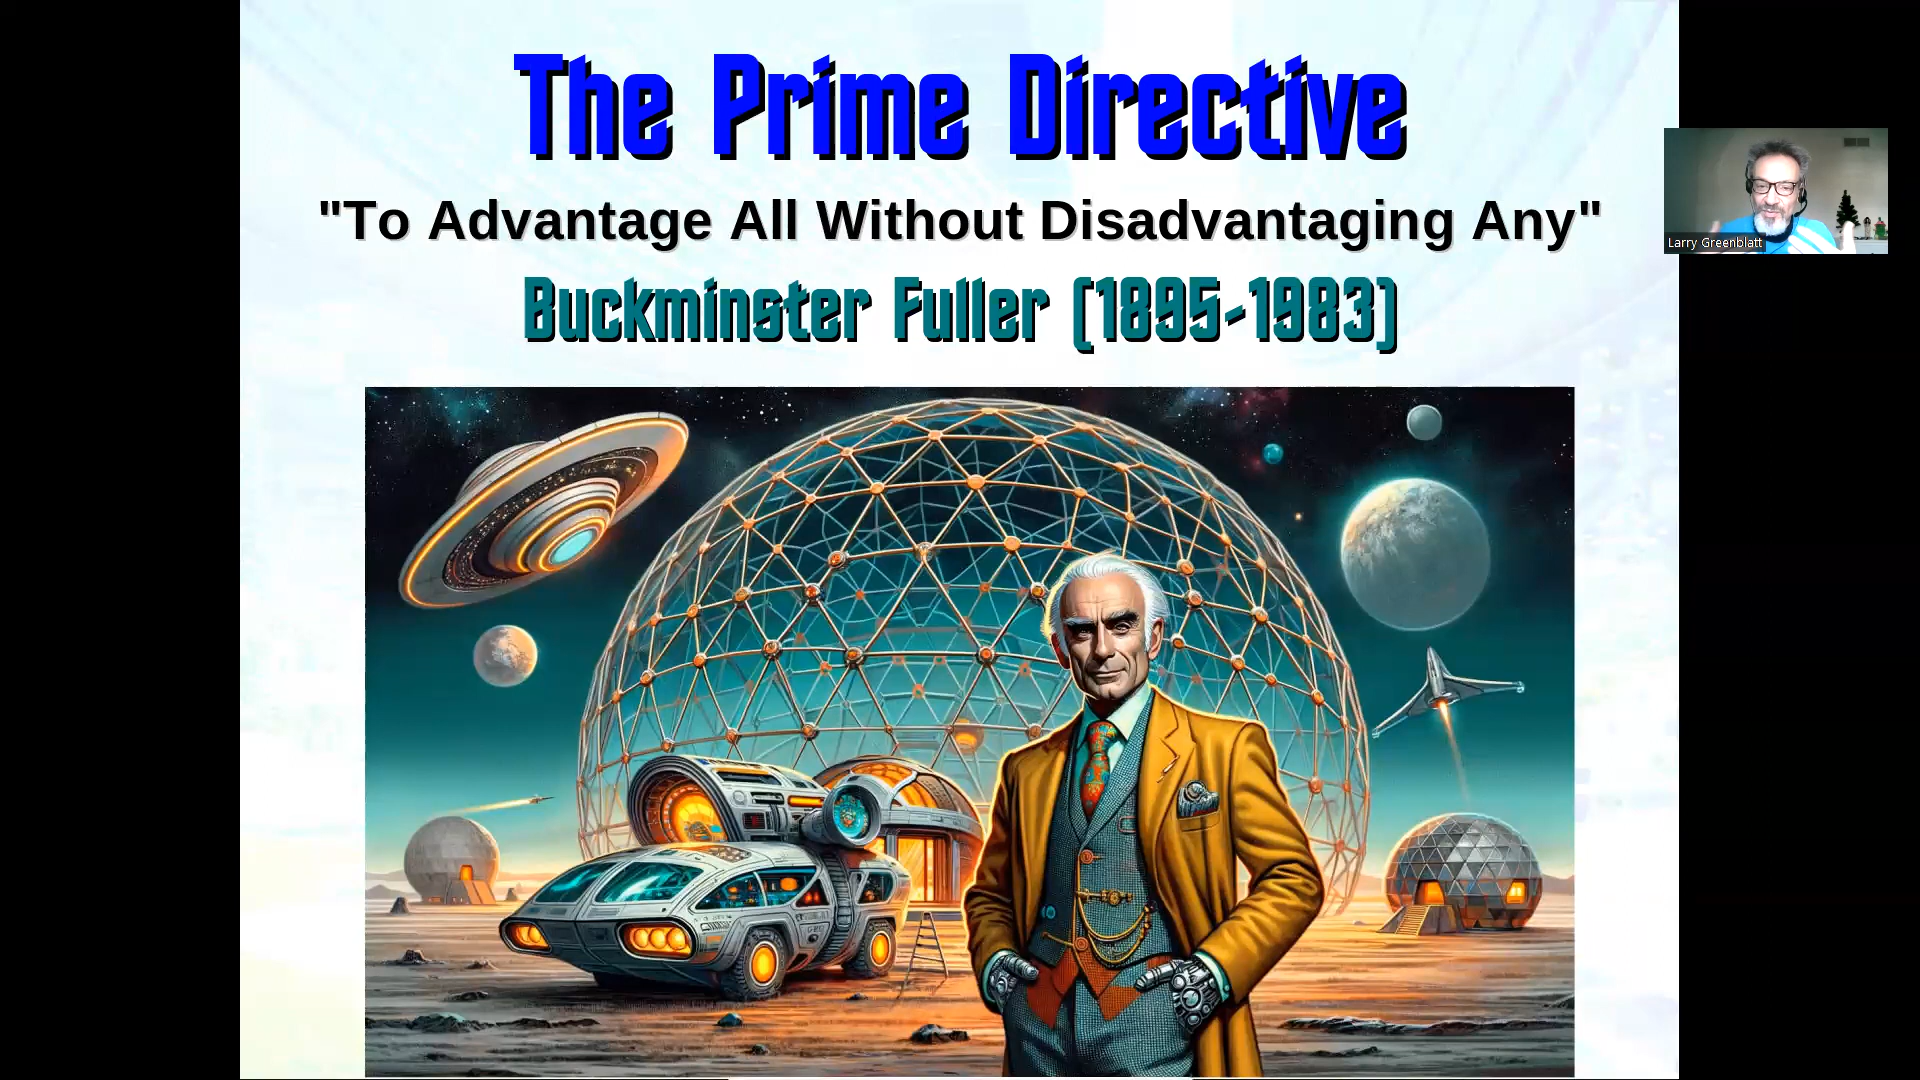 The Prime Directive
"To Advantage All Without Disadvantaging Any"
Buckminster Fuller (1895-1983)
Larry Greenblatt